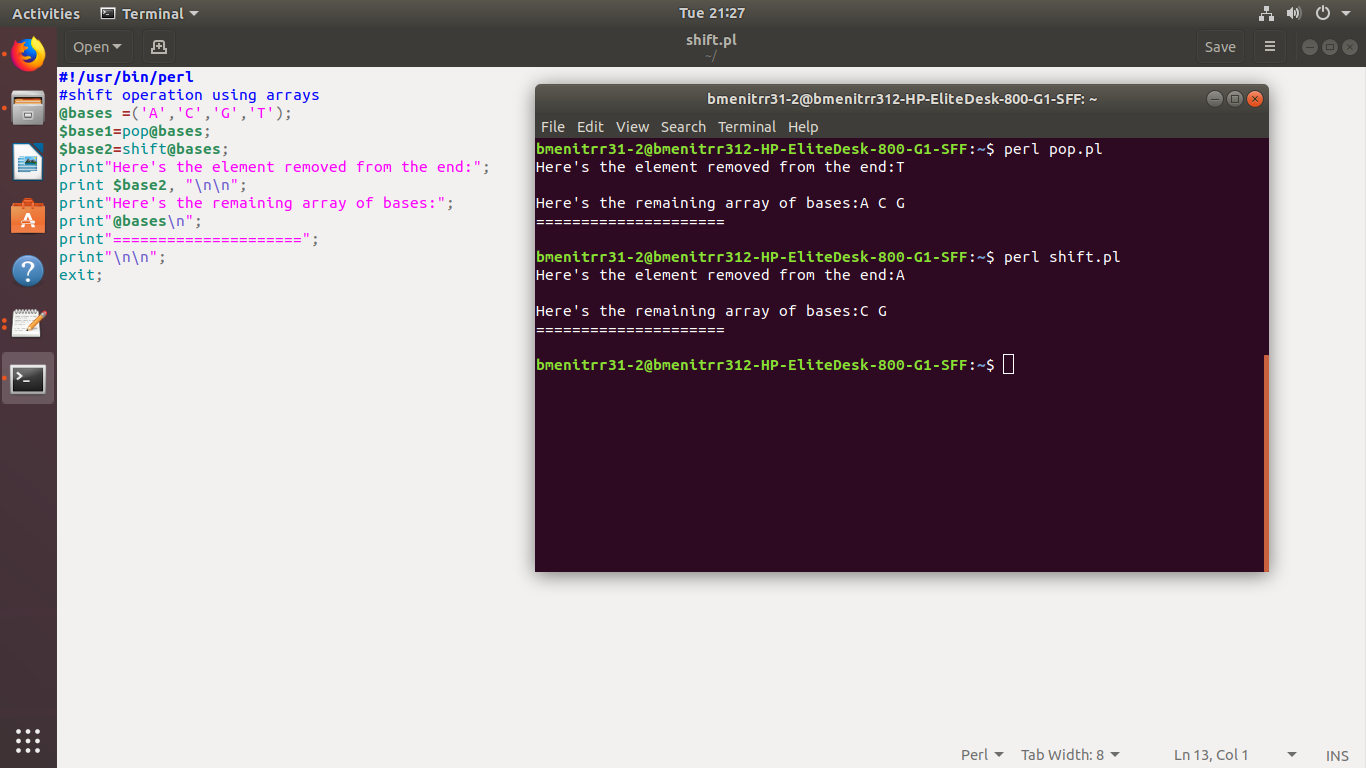 Activities Terminal Tue 21:27
Open shift.pl Save
~/
#!/usr/bin/perl
#shift operation using arrays
@bases =('A','C','G','T');
$base1=pop@bases;
$base2=shift@bases;
print"Here's the element removed from the end:";
print $base2, "\n\n";
print"Here's the remaining array of bases:";
print"@bases\n";
print"=====================";
print"\n\n";
exit;
bmenitrr31-2@bmenitrr312-HP-EliteDesk-800-G1-SFF: ~
File Edit View Search Terminal Help
bmenitrr31-2@bmenitrr312-HP-EliteDesk-800-G1-SFF:~$ perl pop.pl
Here's the element removed from the end:T
Here's the remaining array of bases:A C G
=====================
bmenitrr31-2@bmenitrr312-HP-EliteDesk-800-G1-SFF:~$ perl shift.pl
Here's the element removed from the end:A
Here's the remaining array of bases:C G
=====================
bmenitrr31-2@bmenitrr312-HP-EliteDesk-800-G1-SFF:~$
Perl Tab Width: 8 Ln 13, Col 1 INS